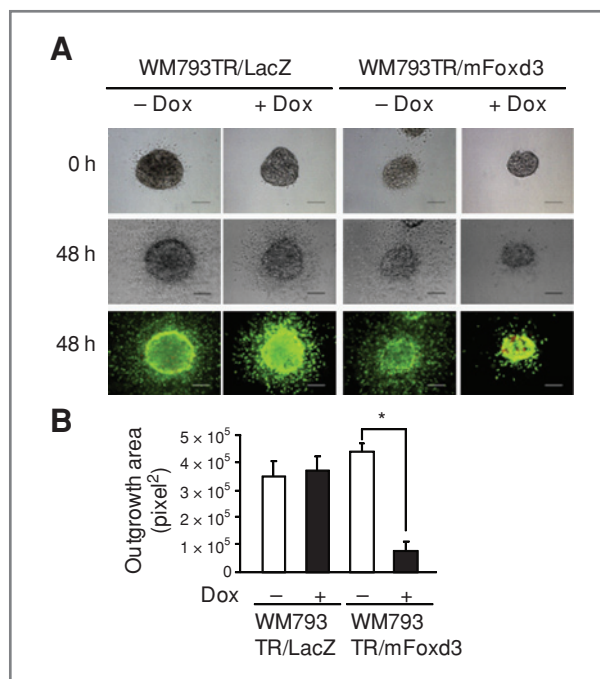 A
WM793TR/LacZ WM793TR/mFoxd3
– Dox + Dox – Dox + Dox
0 h
48 h
48 h
B
Outgrowth area
(pixel²)
5 × 10⁵
4 × 10⁵
3 × 10⁵
2 × 10⁵
1 × 10⁵
0
*
Dox – + – +
WM793 WM793
TR/LacZ TR/mFoxd3